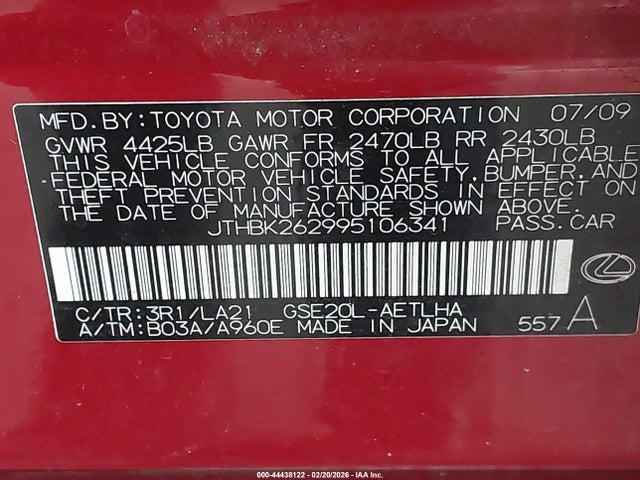 MFD.BY:TOYOTA MOTOR CORPORATION 07/09
GVWR 4425LB GAWR FR 2470LB RR 2430LB
THIS VEHICLE CONFORMS TO ALL APPLICABLE
FEDERAL MOTOR VEHICLE SAFETY,BUMPER,AND
THEFT PREVENTION STANDARDS IN EFFECT ON
THE DATE OF MANUFACTURE SHOWN ABOVE.
JTHBK262995106341 PASS.CAR
C/TR:3R1/LA21 GSE20L-AETLHA
A/TM:B03A/A960E MADE IN JAPAN 557A
000-44438122 - 02/20/2026 - IAA Inc.